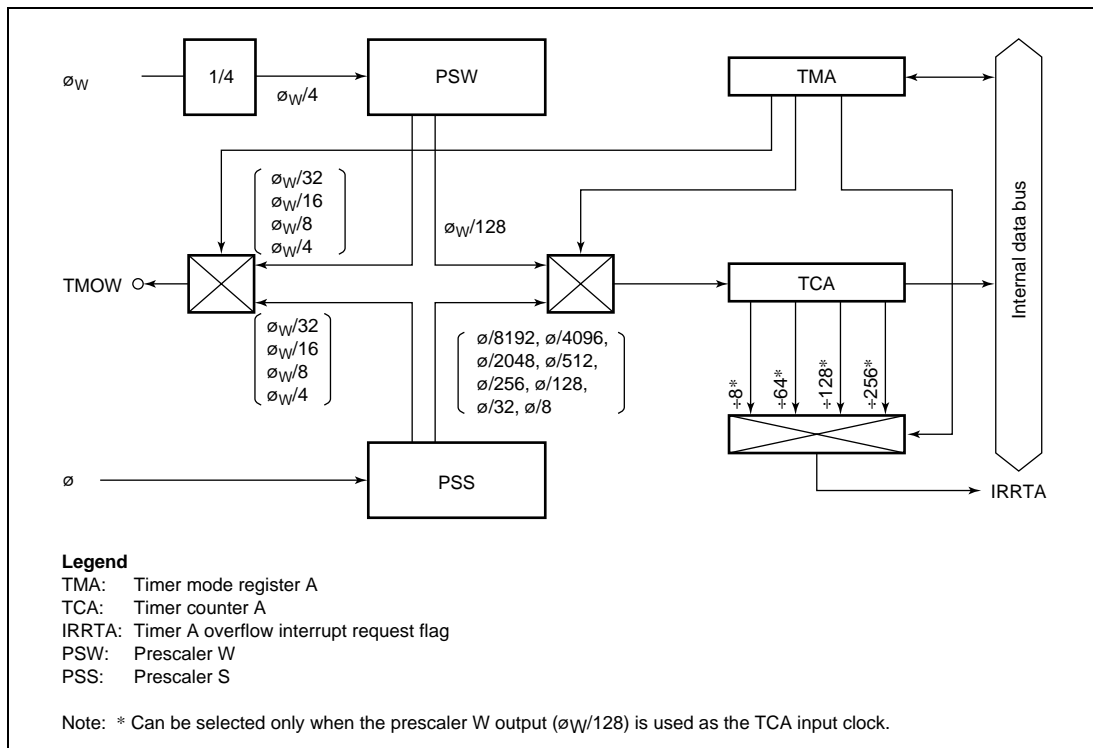 øW
1/4
øW/4
PSW
TMA
Internal data bus
øW/32
øW/16
øW/8
øW/4
øW/128
TMOW
TCA
øW/32
øW/16
øW/8
øW/4
ø/8192, ø/4096,
ø/2048, ø/512,
ø/256, ø/128,
ø/32, ø/8
÷8*
÷64*
÷128*
÷256*
ø
PSS
IRRTA
Legend
TMA: Timer mode register A
TCA: Timer counter A
IRRTA: Timer A overflow interrupt request flag
PSW: Prescaler W
PSS: Prescaler S
Note: * Can be selected only when the prescaler W output (øW/128) is used as the TCA input clock.